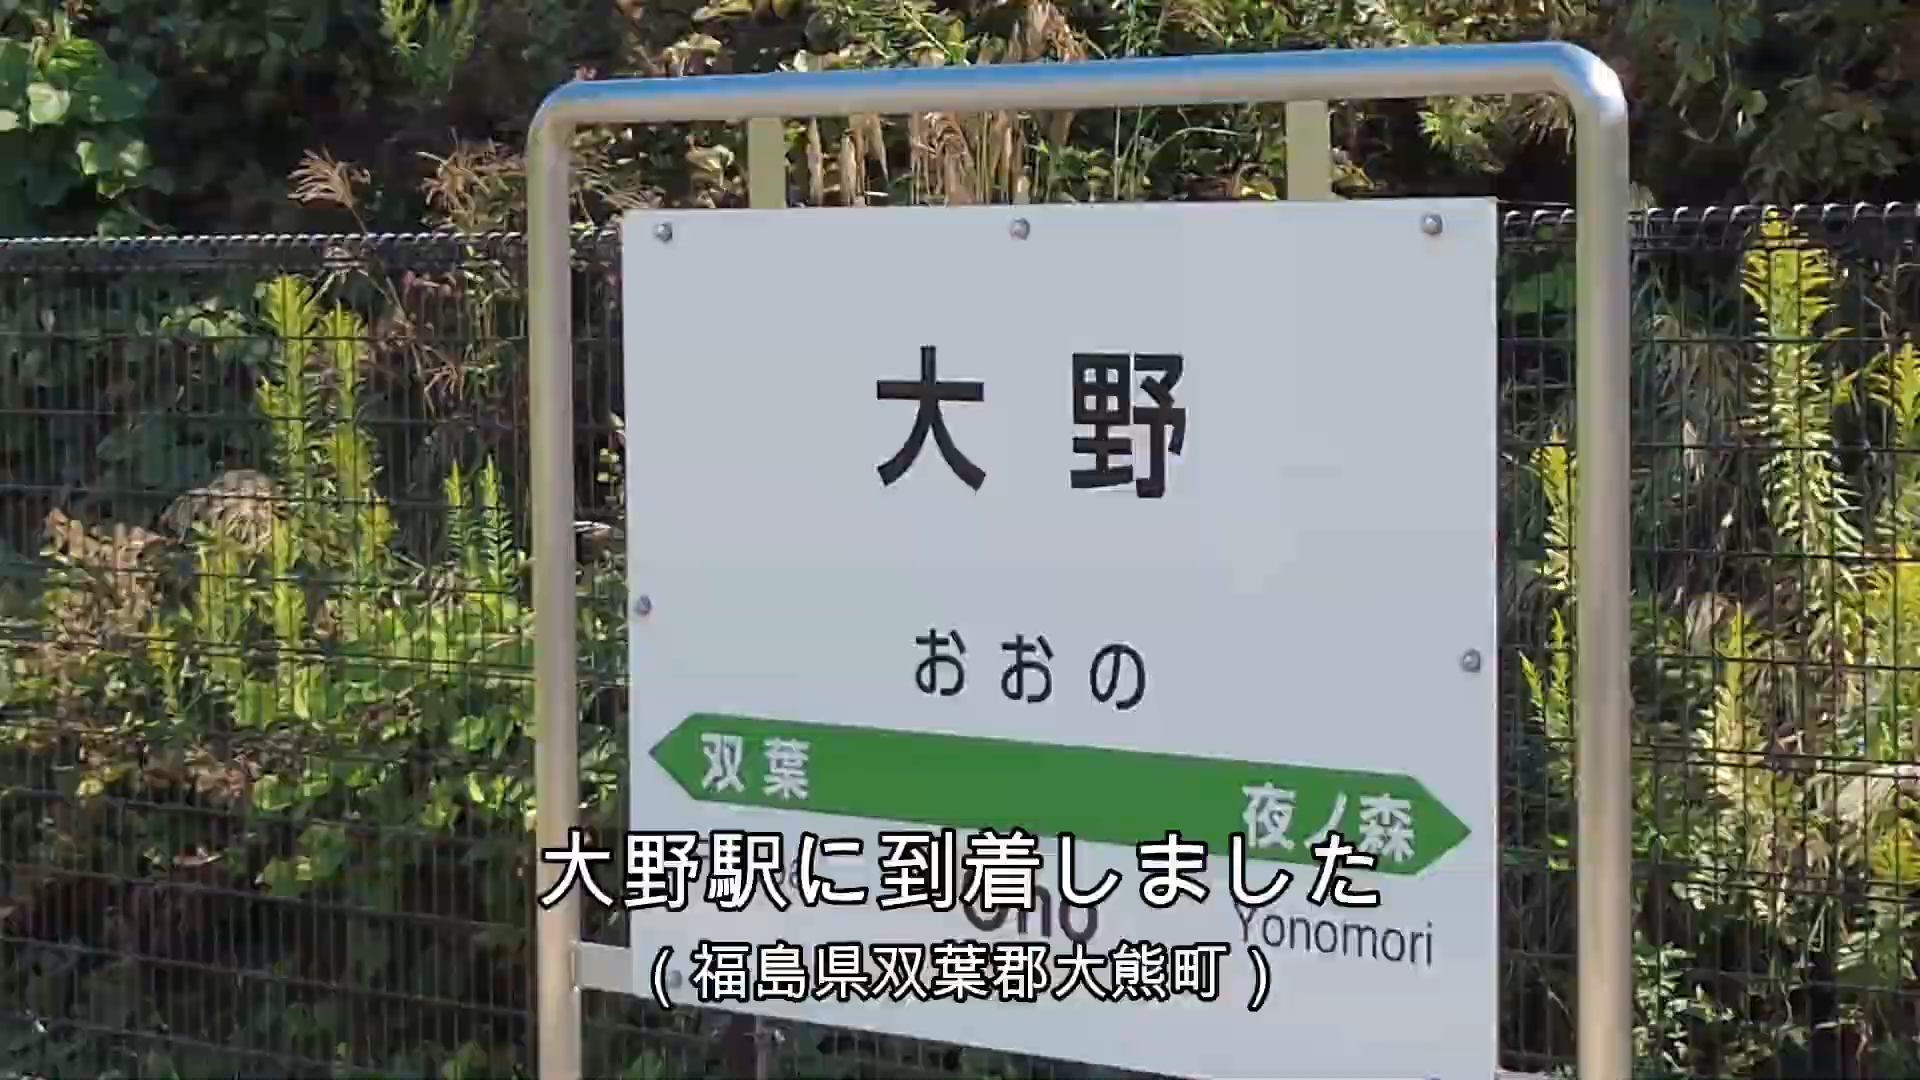 大野
おおの
双葉
夜ノ森
大野駅に到着しました
Ōno
Yonomori
(福島県双葉郡大熊町)